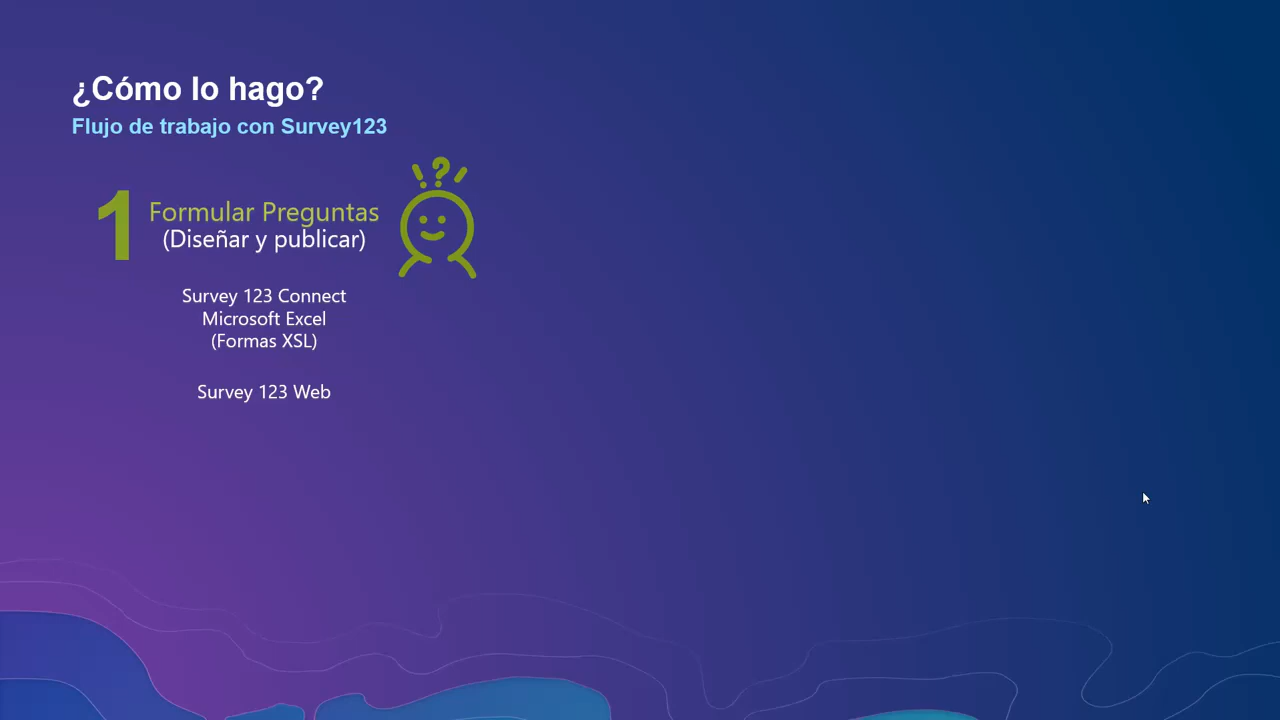 ¿Cómo lo hago?
Flujo de trabajo con Survey123
1
Formular Preguntas
(Diseñar y publicar)
?
Survey 123 Connect
Microsoft Excel
(Formas XSL)
Survey 123 Web